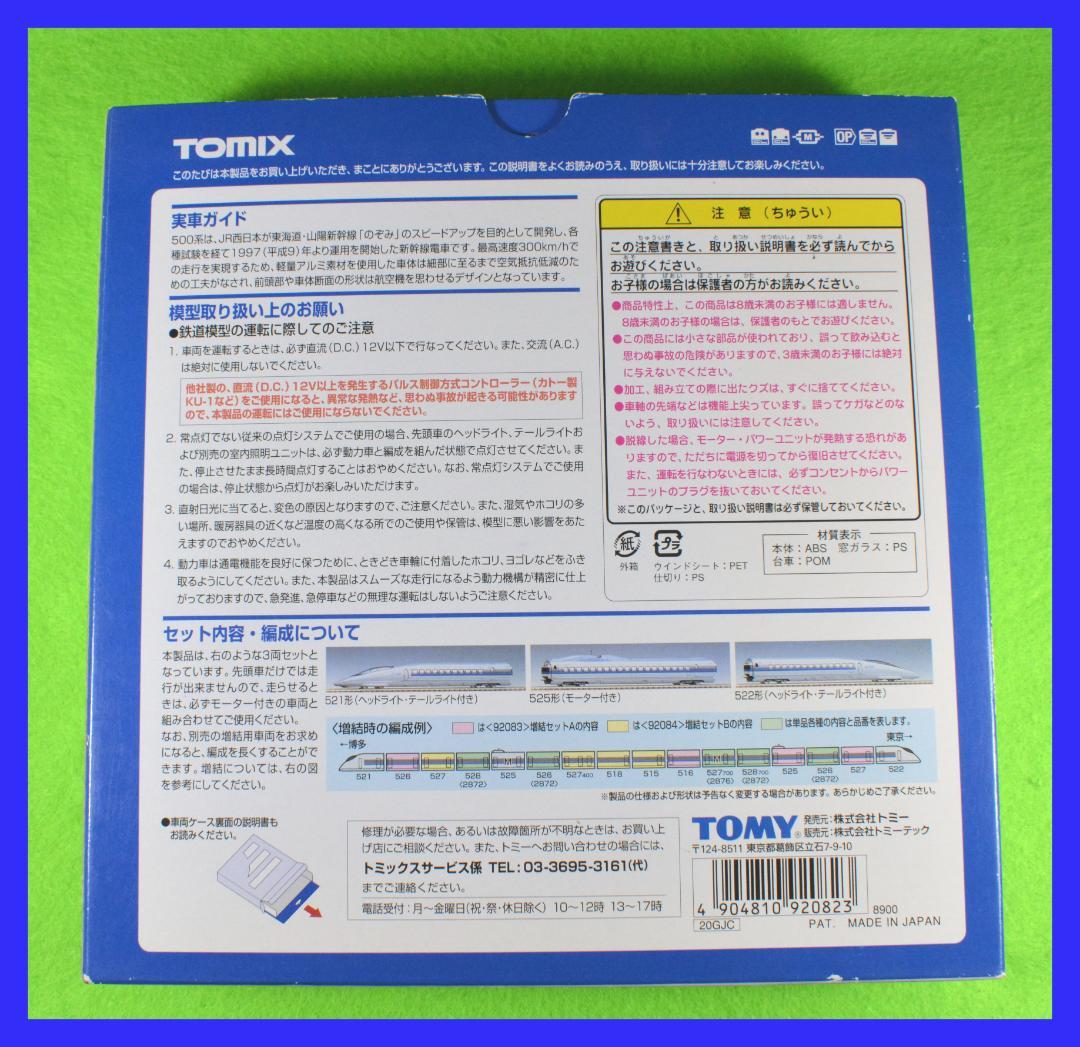 TOMIX
OP
このたびは本製品をお買い上げいただき、まことにありがとうございます。この説明書をよくお読みのうえ、取り扱いには十分注意してお楽しみください。
実車ガイド
500系は、JR西日本が東海道・山陽新幹線「のぞみ」のスピードアップを目的として開発し、各
種試験を経て1997(平成9)年より運用を開始した新幹線電車です。最高速度300km/hで
の走行を実現するため、軽量アルミ素材を使用した車体は細部に至るまで空気抵抗低減のた
めの工夫がなされ、前頭部や車体断面の形状は航空機を思わせるデザインとなっています。
模型取り扱い上のお願い
●鉄道模型の運転に際してのご注意
1. 車両を運転するときは、必ず直流(D.C.)12V以下で行なってください。また、交流(A.C.)
は絶対に使用しないでください。
他社製の、直流(D.C.)12V以上を発生するパルス制御方式コントローラー(カトー製
KU-1など)をご使用になると、異常な発熱など、思わぬ事故が起きる可能性があります
ので、本製品の運転にはご使用にならないでください。
2. 常点灯でない従来の点灯システムでご使用の場合、先頭車のヘッドライト、テールライトお
よび別売の室内照明ユニットは、必ず動力車と編成を組んだ状態で点灯させてください。ま
た、停止させたまま長時間点灯することはおやめください。なお、常点灯システムでご使用
の場合は、停止状態から点灯がお楽しみいただけます。
3. 直射日光に当てると、変色の原因となりますので、ご注意ください。また、湿気やホコリの多
い場所、暖房器具の近くなど温度の高くなる所でのご使用や保管は、模型に悪い影響をあた
えますのでおやめください。
4. 動力車は通電機能を良好に保つために、ときどき車輪に付着したホコリ、ヨゴレなどをふき
取るようにしてください。また、本製品はスムーズな走行になるよう動力機構が精密に仕上
がっておりますので、急発進、急停車などの無理な運転はしないようご注意ください。
注意(ちゅうい)
この注意書きと、取り扱い説明書を必ず読んでから
お遊びください。
お子様の場合は保護者の方がお読みください。
●商品特性上、この商品は8歳未満のお子様には適しません。
8歳未満のお子様の場合は、保護者のもとでお遊びください。
●この商品には小さな部品が使われており、誤って飲み込むと
思わぬ事故の危険がありますので、3歳未満のお子様には絶対
に与えないでください。
●加工、組み立ての際に出たクズは、すぐに捨ててください。
●車軸の先端などは機能上尖っています。誤ってケガなどのな
いよう、取り扱いには注意してください。
●脱線した場合、モーター・パワーユニットが発熱する恐れがあ
りますので、ただちに電源を切ってから復旧させてください。
また、運転を行なわないときには、必ずコンセントからパワー
ユニットのプラグを抜いておいてください。
※このパッケージと、取り扱い説明書は必ず保管しておいてください。
紙
外箱
プラ
ウインドシート:PET
仕切り:PS
材質表示
本体:ABS 窓ガラス:PS
台車:POM
セット内容・編成について
本製品は、右のような3両セットと
なっています。先頭車だけでは走
行が出来ませんので、走らせると
きは、必ずモーター付きの車両と
組み合わせてご使用ください。
なお、別売の増結用車両をお求め
になると、編成を長くすることがで
きます。増結については、右の図
を参考にしてください。
521形(ヘッドライト・テールライト付き)
525形(モーター付き)
522形(ヘッドライト・テールライト付き)
〈増結時の編成例〉
は<92083>増結セットAの内容
は<92084>増結セットBの内容
は単品各種の内容と品番を表します。
←博多
東京→
521 526 527 528 525 526 527400 518 515 516 527700 528700 525 526 527 522
(2872) (2872) (2876) (2872) (2872)
※製品の仕様および形状は予告なく変更する場合があります。あらかじめご了承ください。
●車両ケース裏面の説明書も
お読みください。
修理が必要な場合、あるいは故障箇所が不明なときは、お買い上
げ店にご相談ください。また、トミーへお問い合わせの場合には、
トミックスサービス係 TEL:03-3695-3161(代)
までご連絡ください。
電話受付:月〜金曜日(祝・祭・休日除く) 10〜12時 13〜17時
TOMY®
発売元:株式会社トミー
販売元:株式会社トミーテック
〒124-8511 東京都葛飾区立石7-9-10
4 904810 920823
8900
20GJC
PAT. MADE IN JAPAN